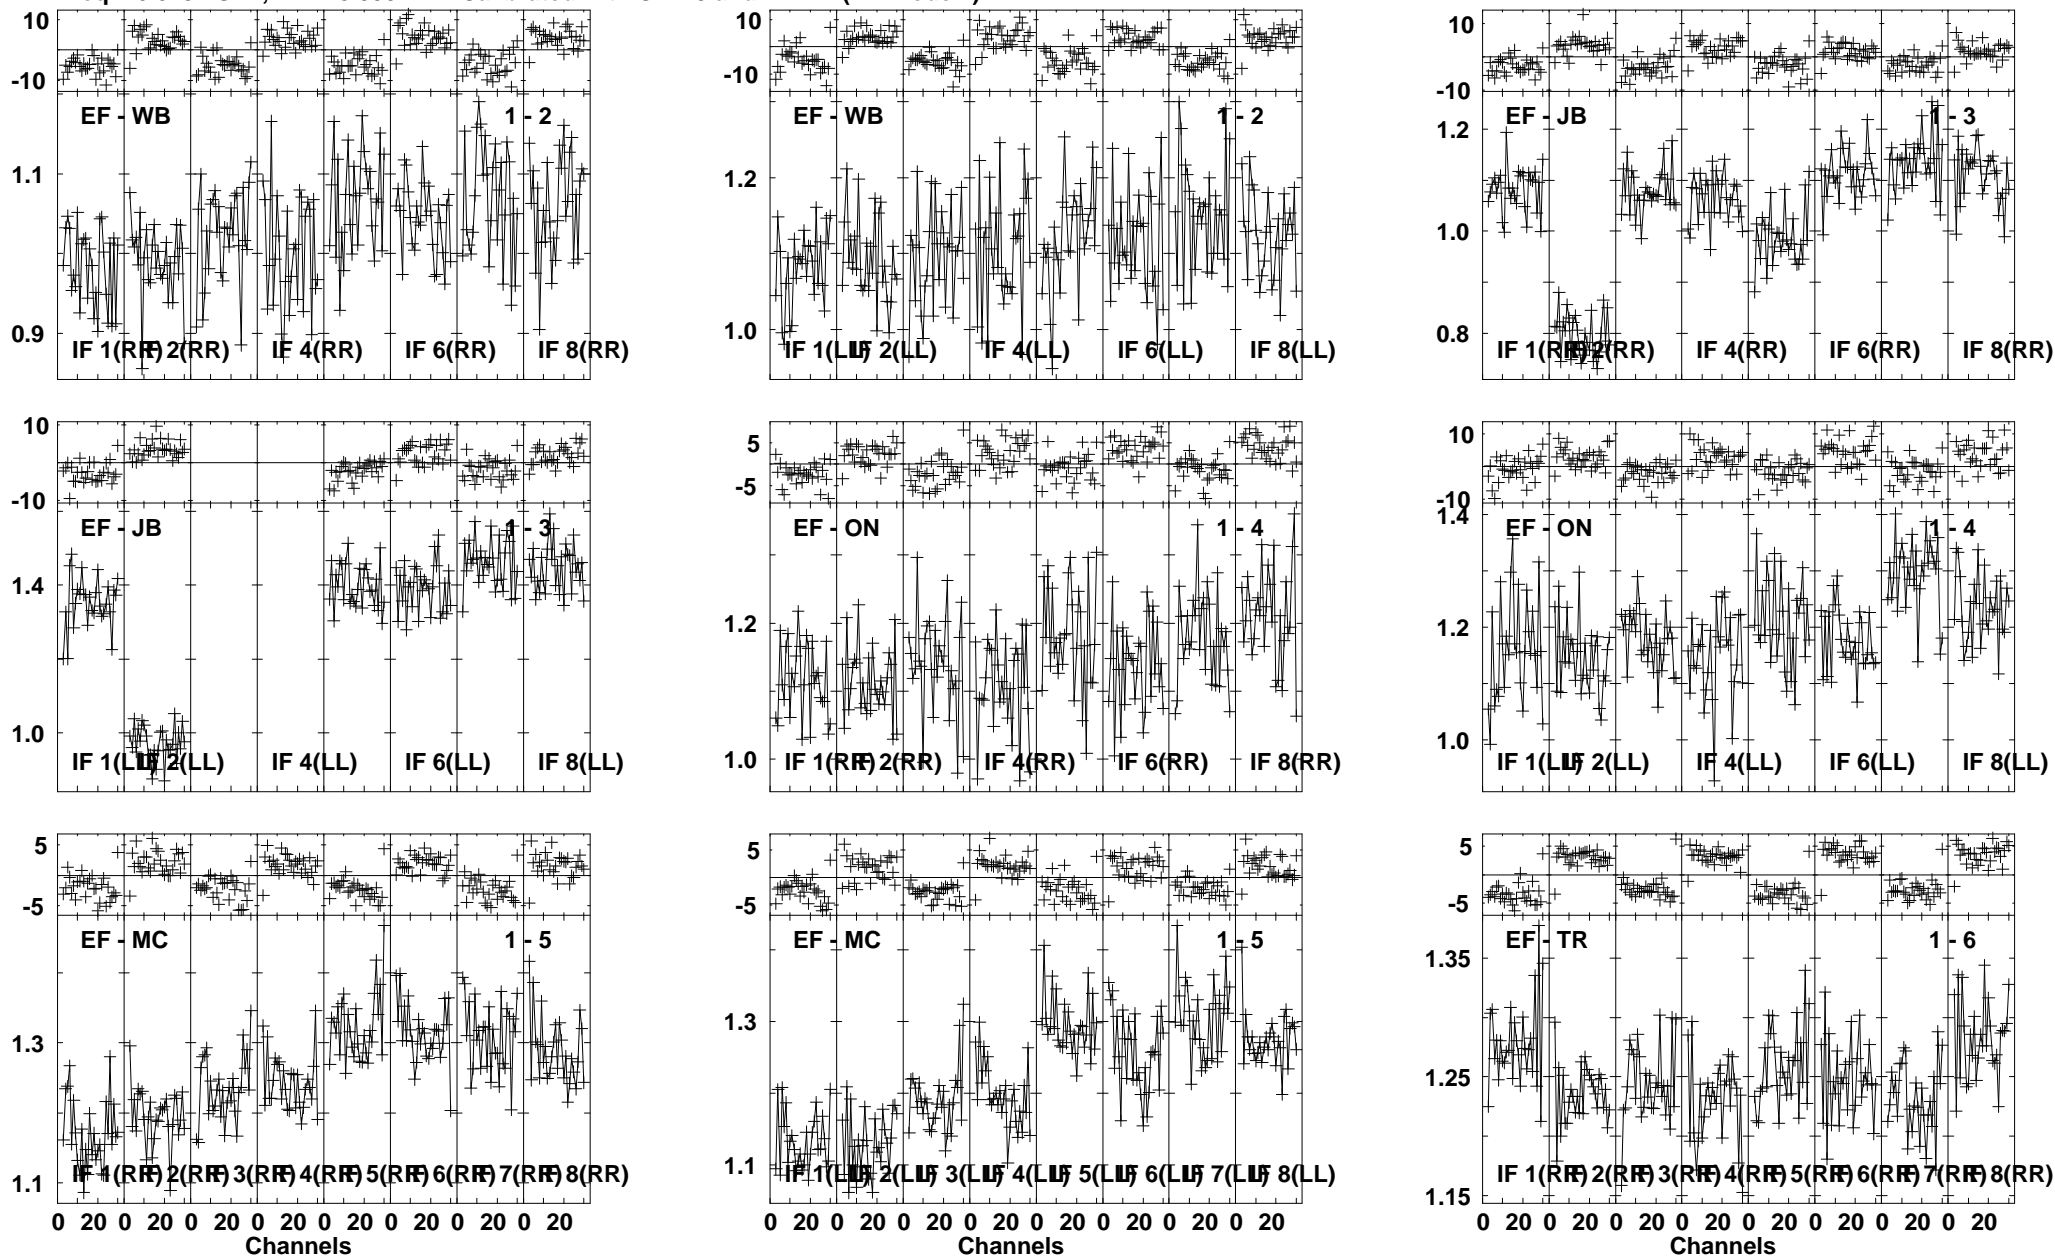 10
-10
EF - WB 1 - 2
1.1
0.9
IF 1(RR) IF 2(RR) IF 4(RR) IF 6(RR) IF 8(RR)
10
-10
EF - WB 1 - 2
1.2
1.0
IF 1(LL) IF 2(LL) IF 4(LL) IF 6(LL) IF 8(LL)
10
-10
EF - JB 1 - 3
1.2
1.0
0.8
IF 1(RR) IF 2(RR) IF 4(RR) IF 6(RR) IF 8(RR)
10
-10
EF - JB 1 - 3
1.4
1.0
IF 1(LL) IF 2(LL) IF 4(LL) IF 6(LL) IF 8(LL)
5
-5
EF - ON 1 - 4
1.2
1.0
IF 1(RR) IF 2(RR) IF 4(RR) IF 6(RR) IF 8(RR)
10
-10
1.4
EF - ON 1 - 4
1.2
1.0
IF 1(LL) IF 2(LL) IF 4(LL) IF 6(LL) IF 8(LL)
5
-5
EF - MC 1 - 5
1.3
1.1
IF 1(RR) IF 2(RR) IF 3(RR) IF 4(RR) IF 5(RR) IF 6(RR) IF 7(RR) IF 8(RR)
0 20 0 20 0 20 0 20 0 20 0 20 0 20 0 20
Channels
5
-5
EF - MC 1 - 5
1.3
1.1
IF 1(LL) IF 2(LL) IF 3(LL) IF 4(LL) IF 5(LL) IF 6(LL) IF 7(LL) IF 8(LL)
0 20 0 20 0 20 0 20 0 20 0 20 0 20 0 20
Channels
5
-5
EF - TR 1 - 6
1.35
1.25
1.15
IF 1(RR) IF 2(RR) IF 3(RR) IF 4(RR) IF 5(RR) IF 6(RR) IF 7(RR) IF 8(RR)
0 20 0 20 0 20 0 20 0 20 0 20 0 20 0 20
Channels